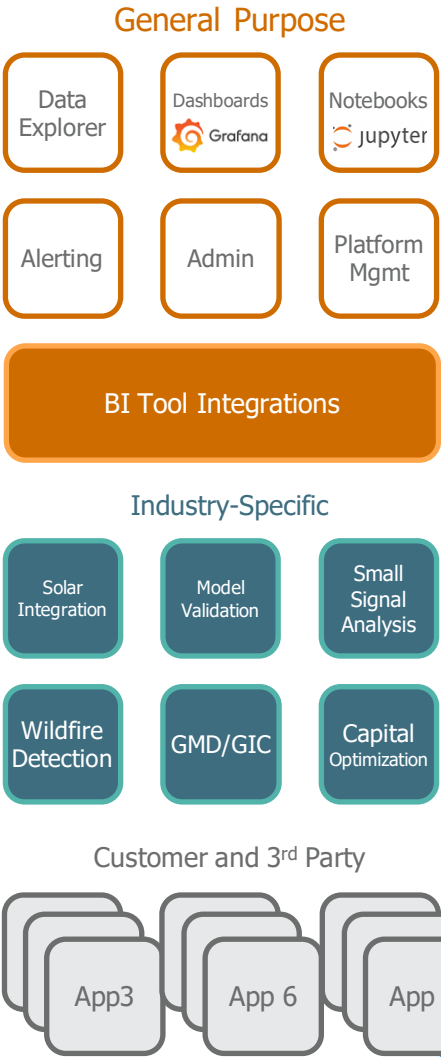 General Purpose
Data
Explorer
Dashboards
Grafana
Notebooks
jupyter
Alerting
Admin
Platform
Mgmt
BI Tool Integrations
Industry-Specific
Solar
Integration
Model
Validation
Small
Signal
Analysis
Wildfire
Detection
GMD/GIC
Capital
Optimization
Customer and 3rd Party
App3
App 6
App